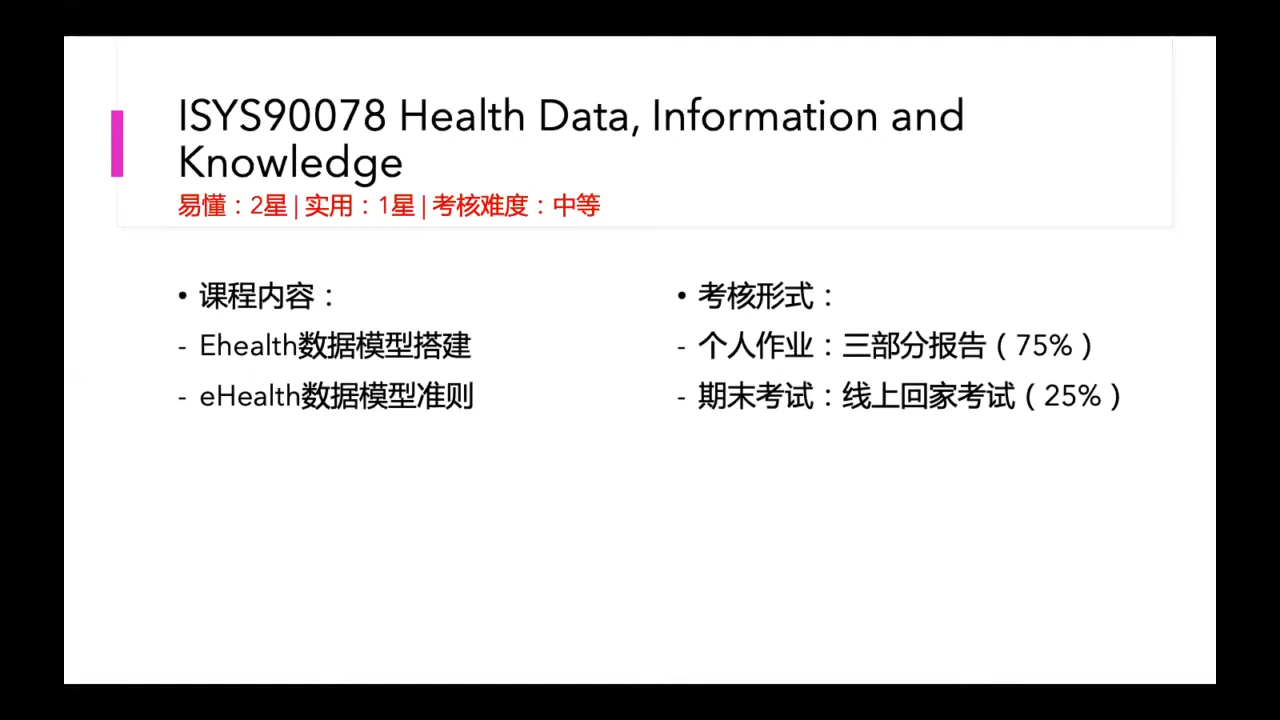 ISYS90078 Health Data, Information and
Knowledge
易懂：2星 | 实用：1星 | 考核难度：中等
• 课程内容：
- Ehealth数据模型搭建
- eHealth数据模型准则
• 考核形式：
- 个人作业：三部分报告（75%）
- 期末考试：线上回家考试（25%）